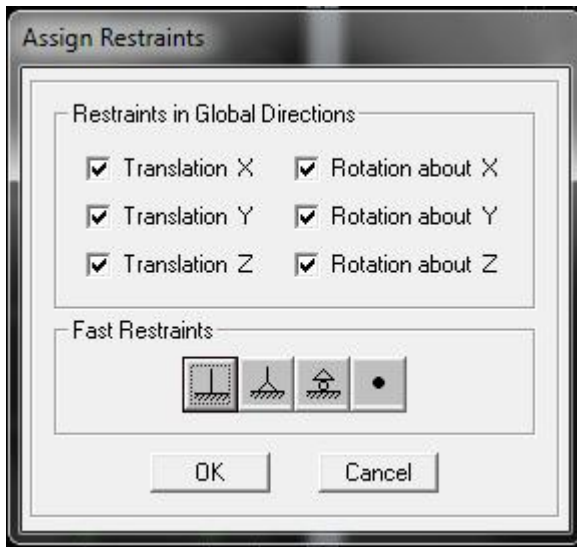 Assign Restraints
Restraints in Global Directions
Translation X Rotation about X
Translation Y Rotation about Y
Translation Z Rotation about Z
Fast Restraints
OK Cancel